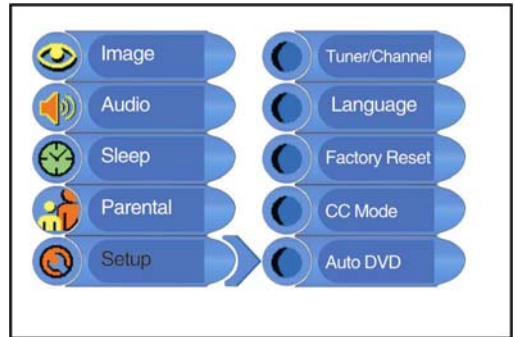 Image
Audio
Sleep
Parental
Setup
Tuner/Channel
Language
Factory Reset
CC Mode
Auto DVD